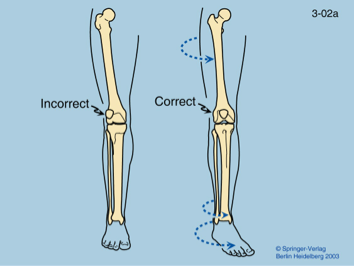 3-02a
Incorrect
Correct
© Springer-Verlag
Berlin Heidelberg 2003